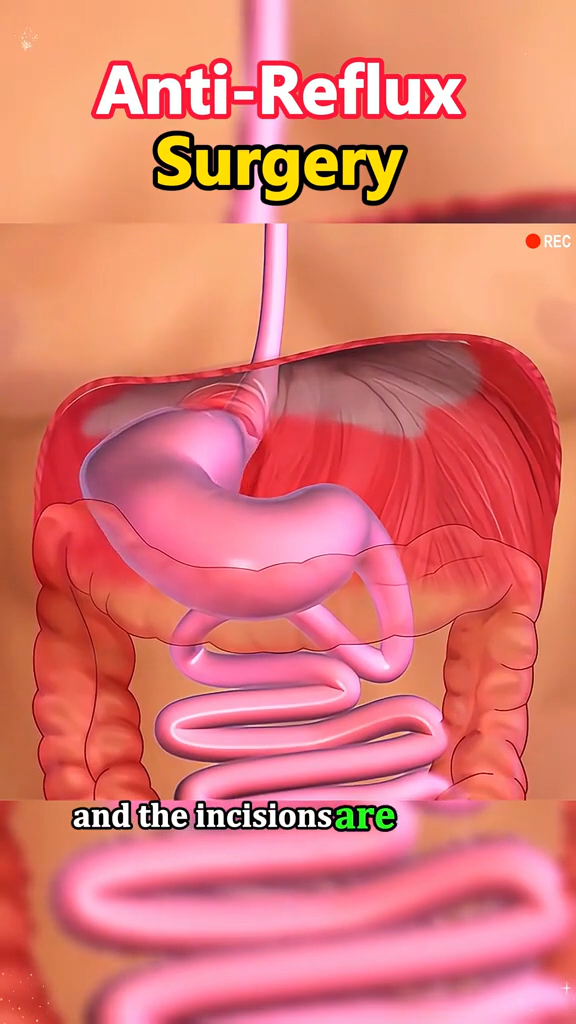 Anti-Reflux
Surgery
REC
and the incisions are